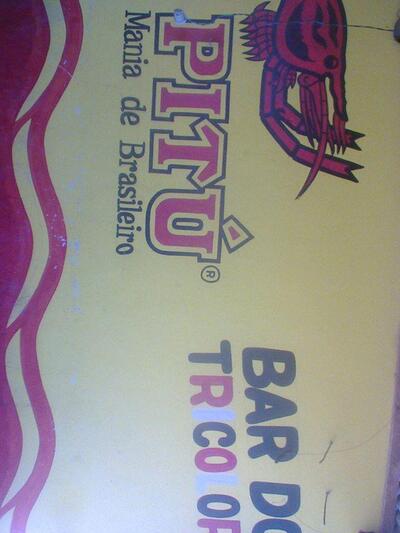 PITÚ®
Mania de Brasileiro
BAR DO
TRICOLOR